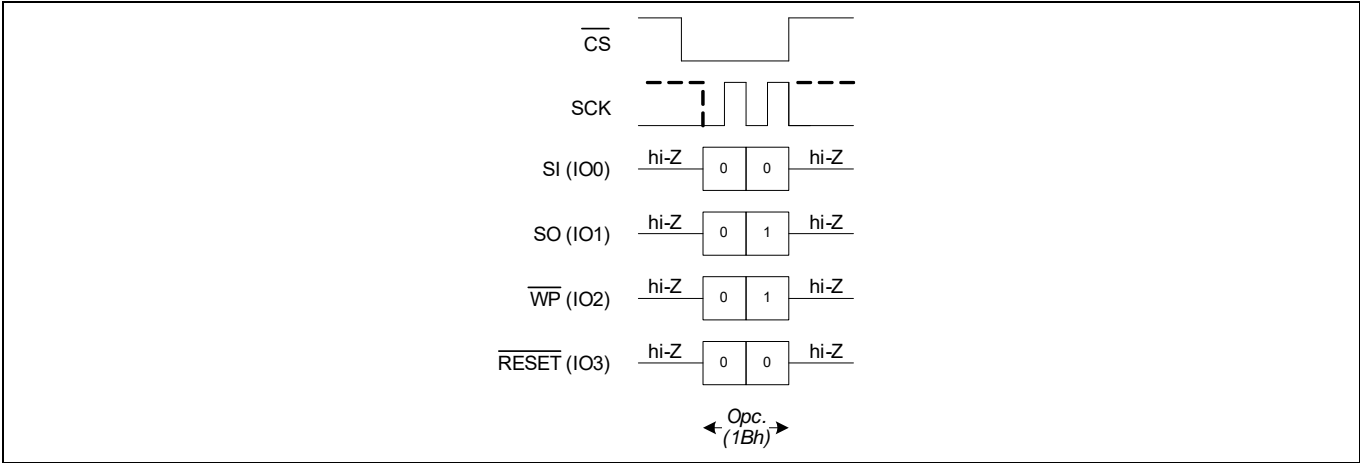 CS
SCK
SI (IO0) hi-Z 0 0 hi-Z
SO (IO1) hi-Z 0 1 hi-Z
WP (IO2) hi-Z 0 1 hi-Z
RESET (IO3) hi-Z 0 0 hi-Z
Opc.
(1Bh)